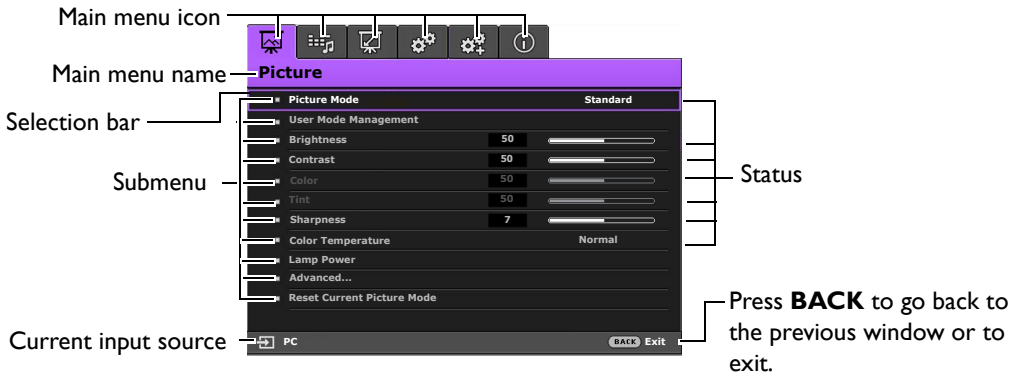 Main menu icon
Main menu name
Picture
Selection bar
Picture Mode Standard
User Mode Management
Brightness 50
Contrast 50
Submenu
Color 50
Status
Tint 50
Sharpness 7
Color Temperature Normal
Lamp Power
Advanced...
Reset Current Picture Mode
Current input source
PC
BACK Exit
Press BACK to go back to
the previous window or to
exit.